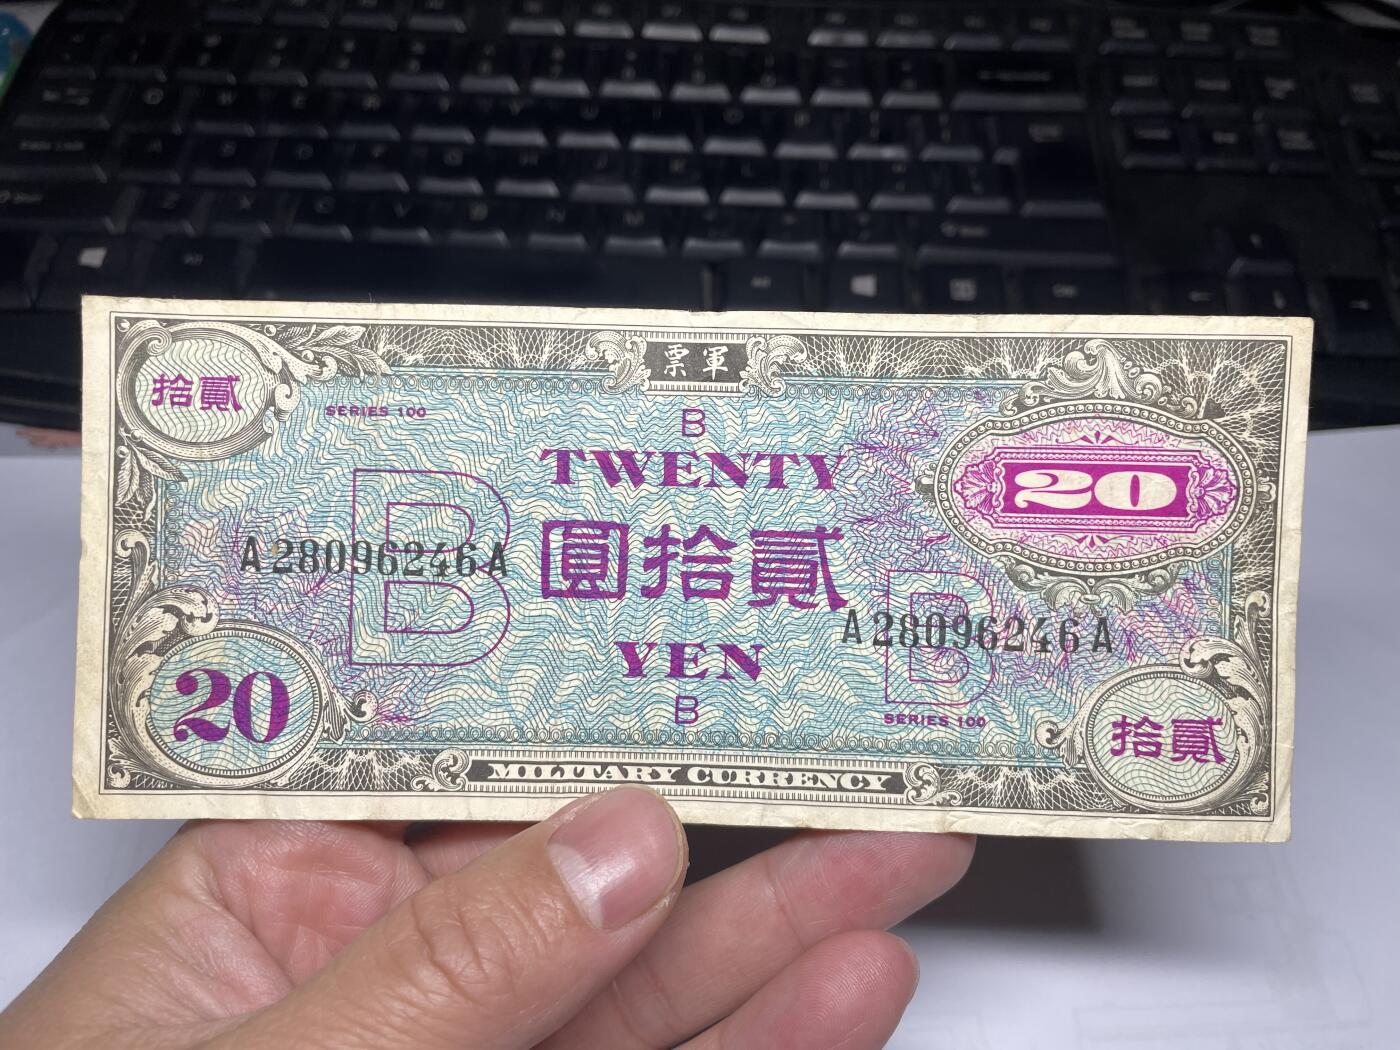 票軍
拾貳
SERIES 100
B
TWENTY
20
B
A28096246A
圓拾貳
B
A28096246A
YEN
20
B
SERIES 100
拾貳
MILITARY CURRENCY